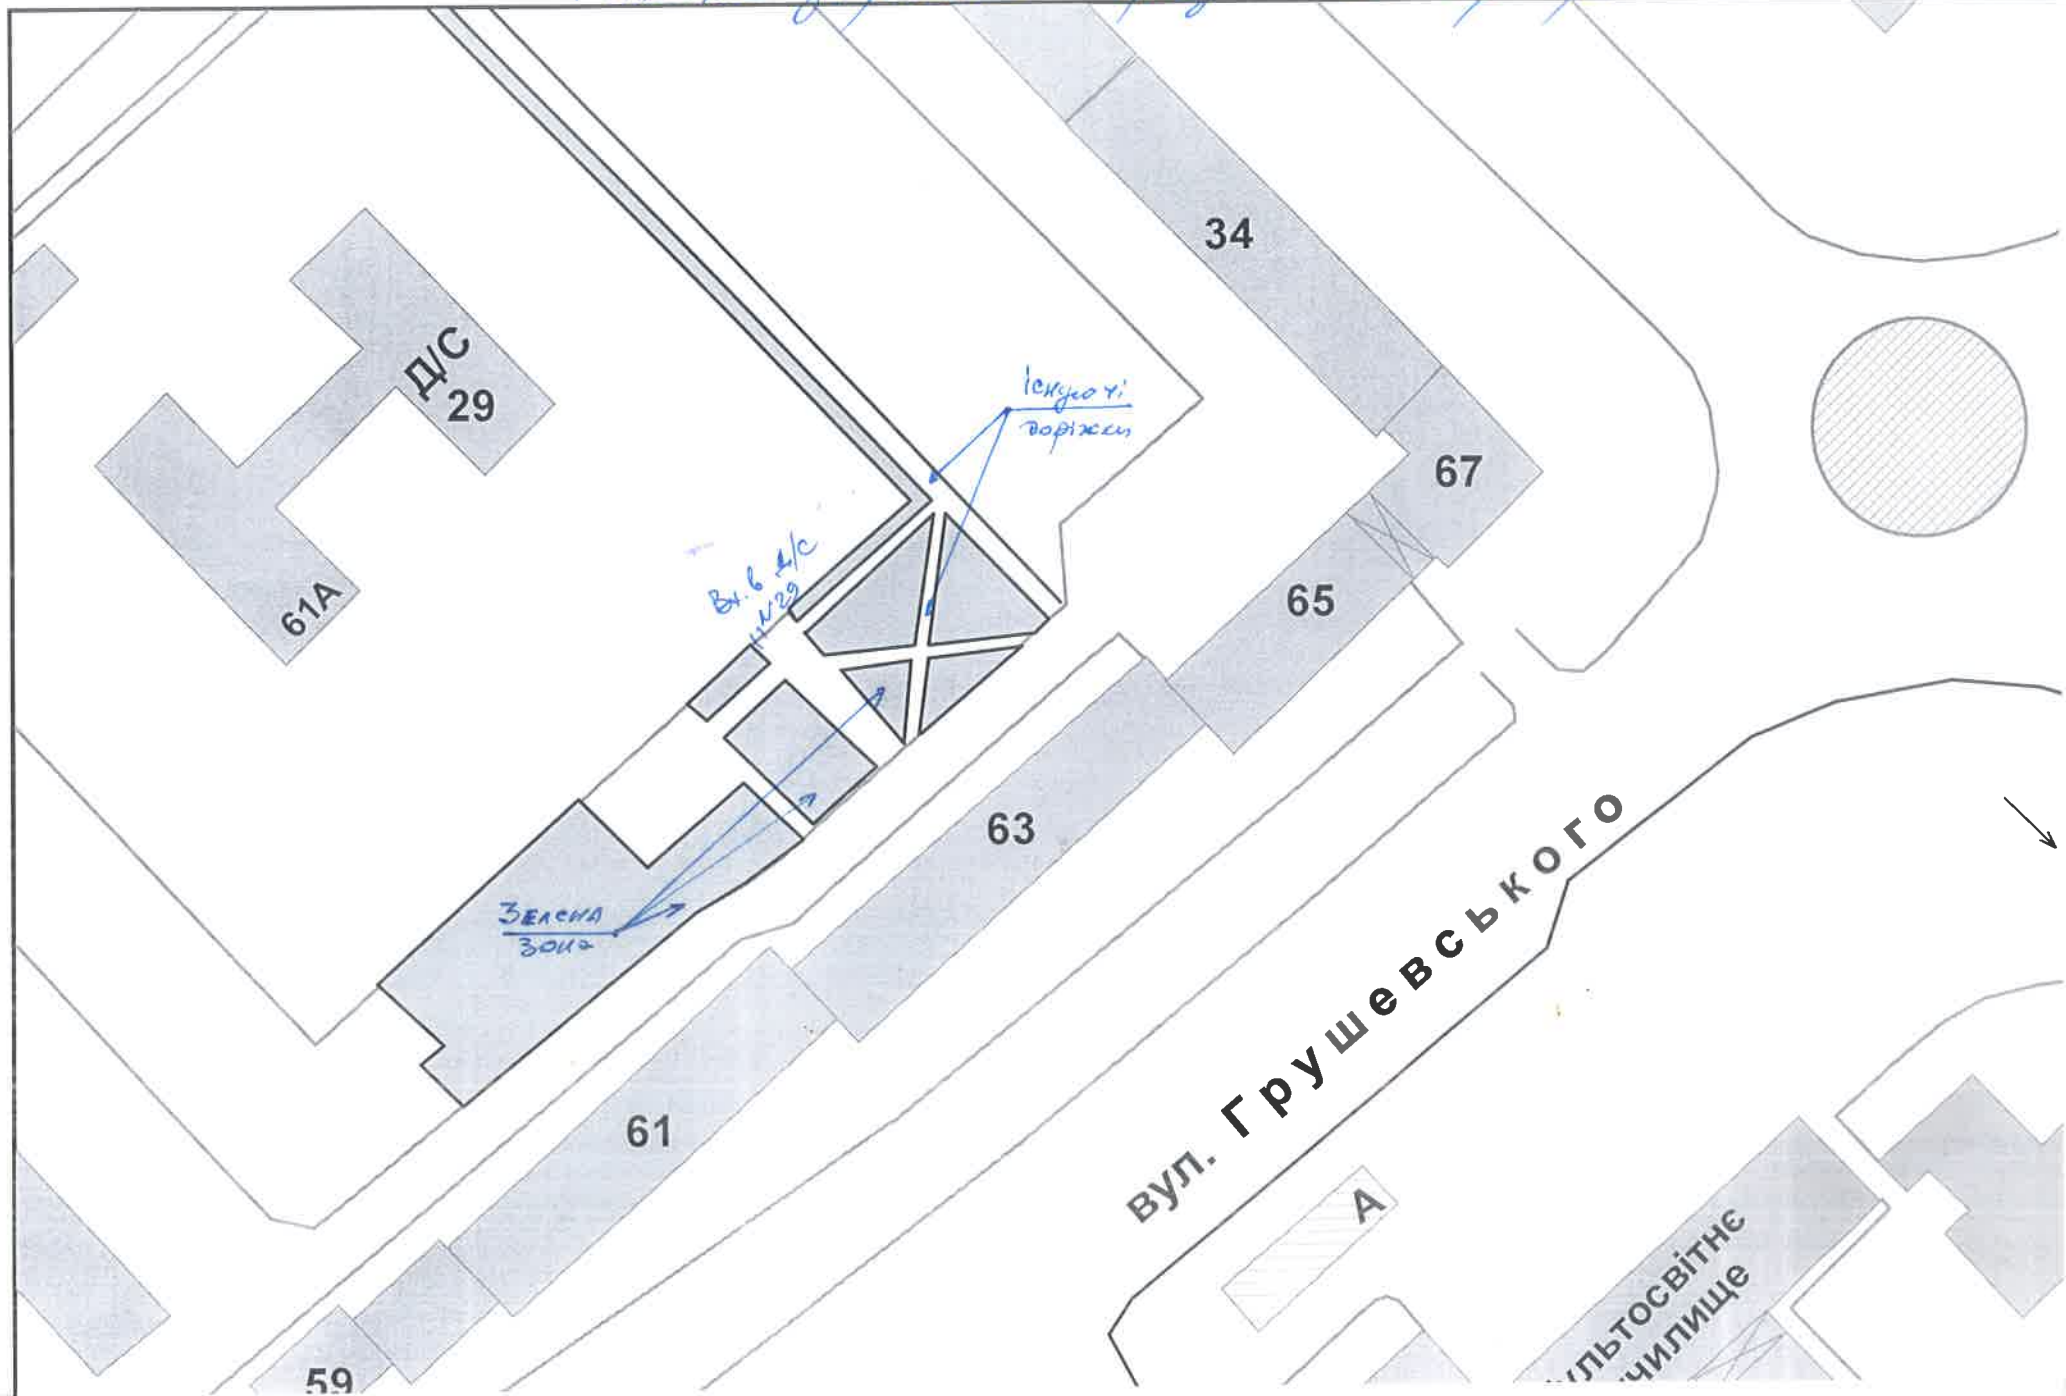 34
Д/С
29
Існуючі
доріжки
67
Вх. в д/с
№29
61А
65
63
Зелена
зона
вул. Грушевського
61
А
59